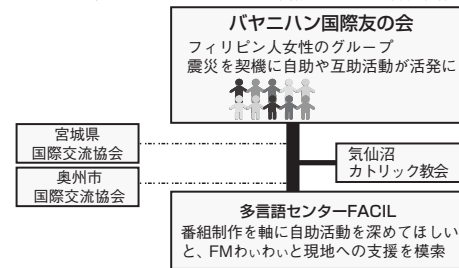 バヤニハン国際友の会
フィリピン人女性のグループ
震災を契機に自助や互助活動が活発に
宮城県
国際交流協会
気仙沼
カトリック教会
奥州市
国際交流協会
多言語センターFACIL
番組制作を軸に自助活動を深めてほしい
と、FMわぃわぃと現地への支援を模索